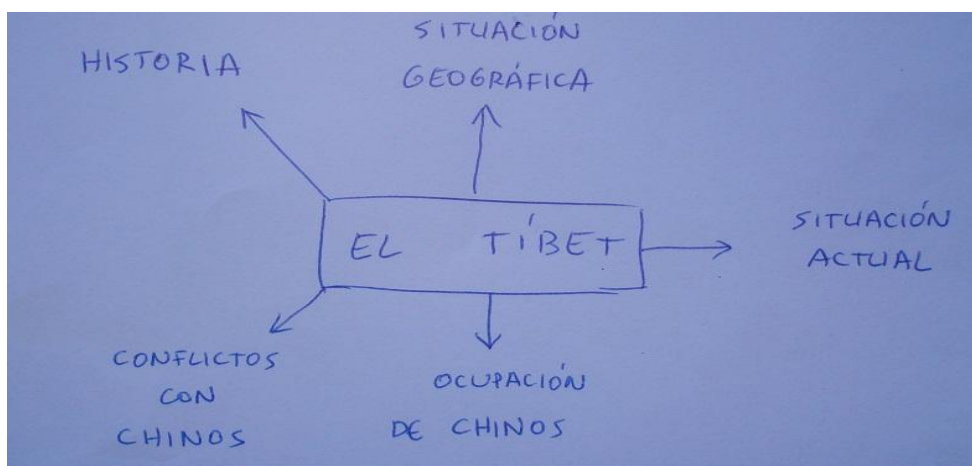 HISTORIA
SITUACIÓN
GEOGRÁFICA
EL TÍBET
SITUACIÓN
ACTUAL
CONFLICTOS
CON
CHINOS
OCUPACIÓN
DE CHINOS